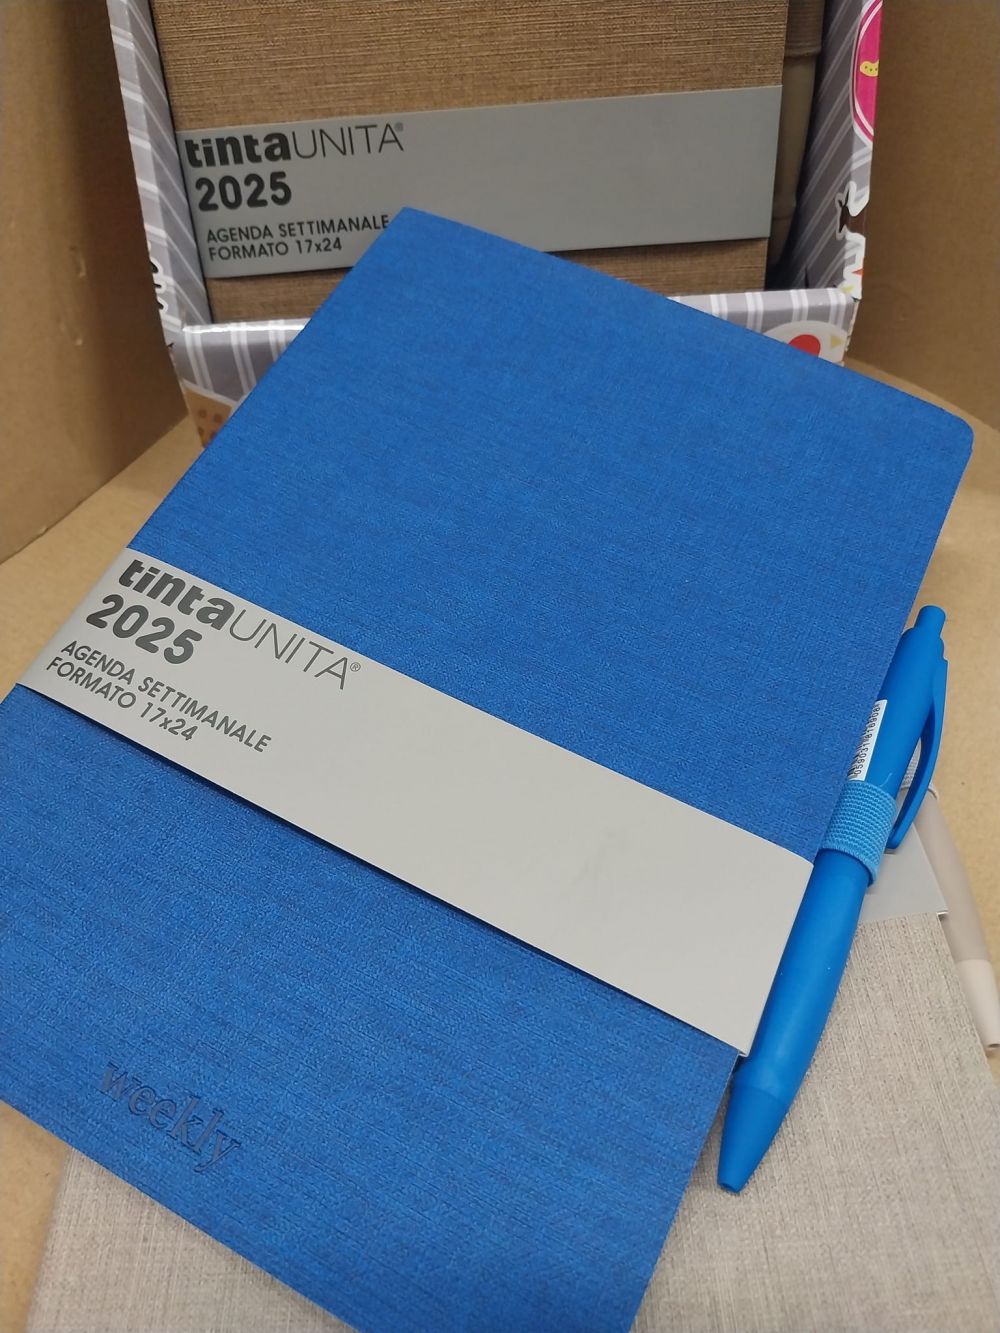 tintaUNITA®
2025
AGENDA SETTIMANALE
FORMATO 17x24
tintaUNITA®
2025
AGENDA SETTIMANALE
FORMATO 17x24
weekly